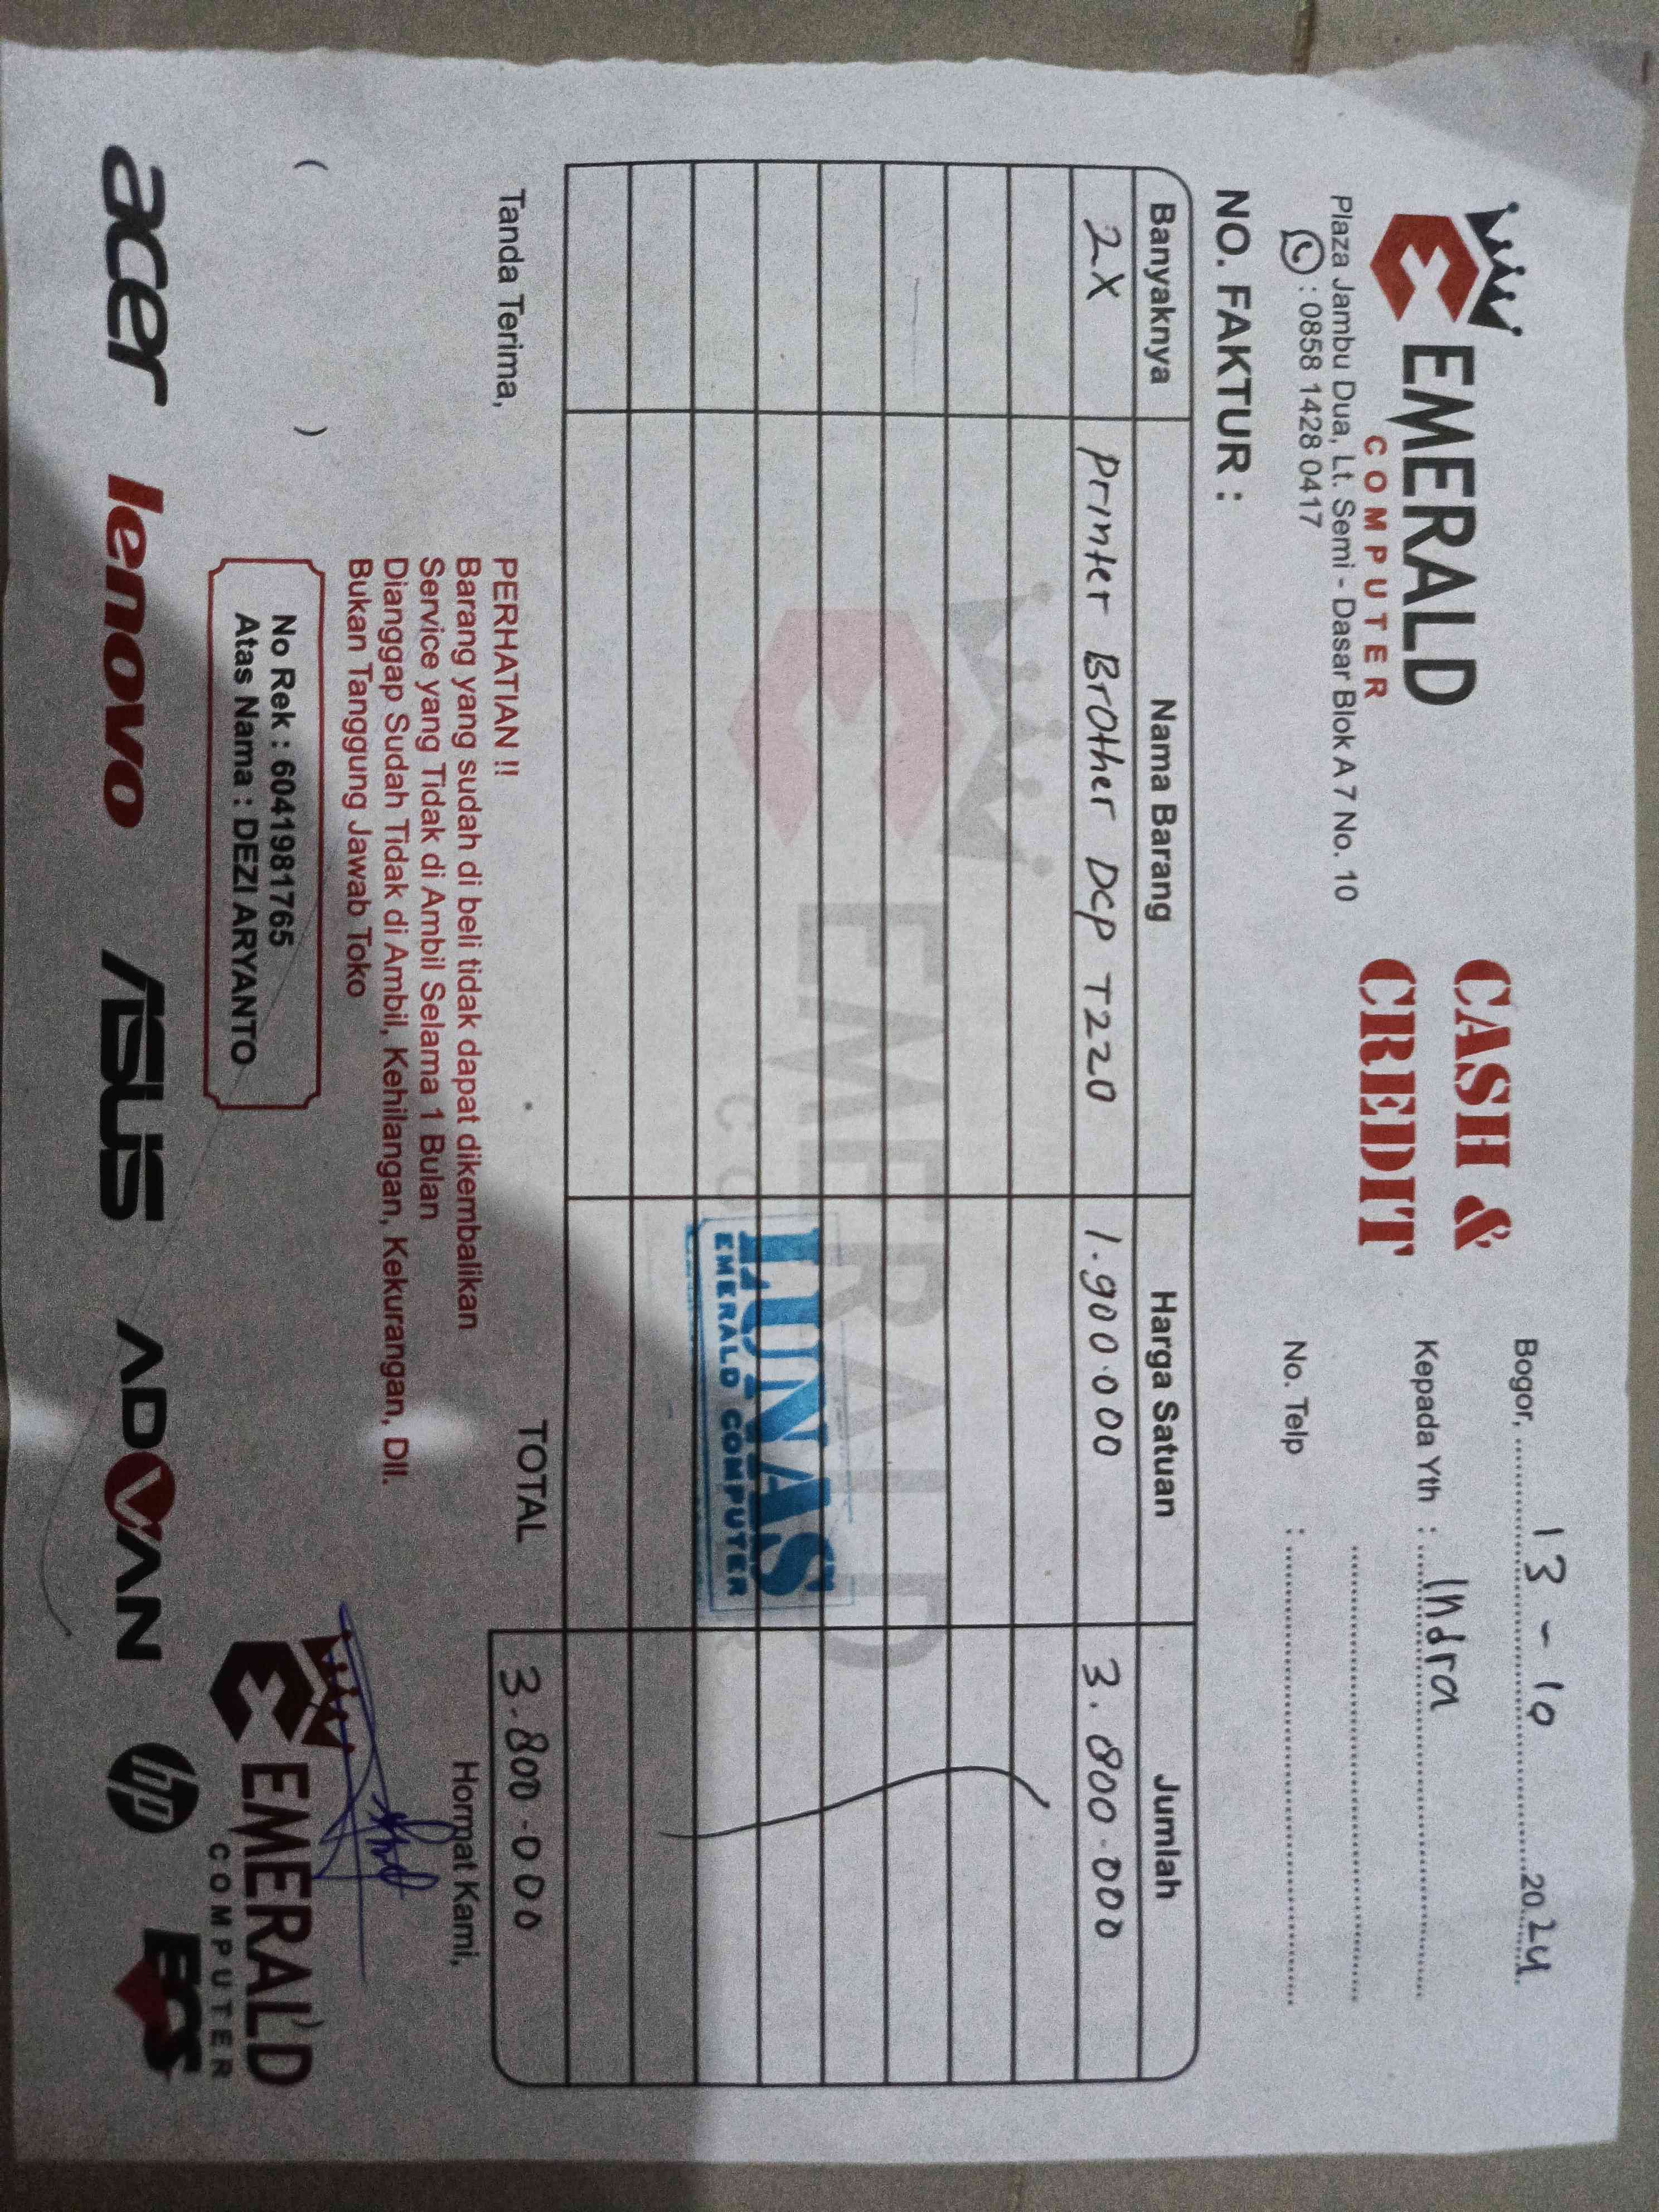 EMERALD
COMPUTER
Plaza Jambu Dua, Lt. Semi - Dasar Blok A 7 No. 10
: 0858 1428 0417
CASH &
CREDIT
Bogor, 13 - 10 2024
Kepada Yth : Indra
No. Telp :
NO. FAKTUR :
Banyaknya Nama Barang Harga Satuan Jumlah
2X Printer Brother DCP T220 1.900.000 3.800.000
EMERALD
LUNAS
EMERALD COMPUTER
TOTAL 3.800.000
Tanda Terima,
( )
PERHATIAN !!
Barang yang sudah di beli tidak dapat dikembalikan
Service yang Tidak di Ambil Selama 1 Bulan
Dianggap Sudah Tidak di Ambil, Kehilangan, Kekurangan, Dll.
Bukan Tanggung Jawab Toko
No Rek : 6041981765
Atas Nama : DEZI ARYANTO
Hormat Kami,
EMERALD
COMPUTER
acer lenovo ASUS ADVAN hp ECS